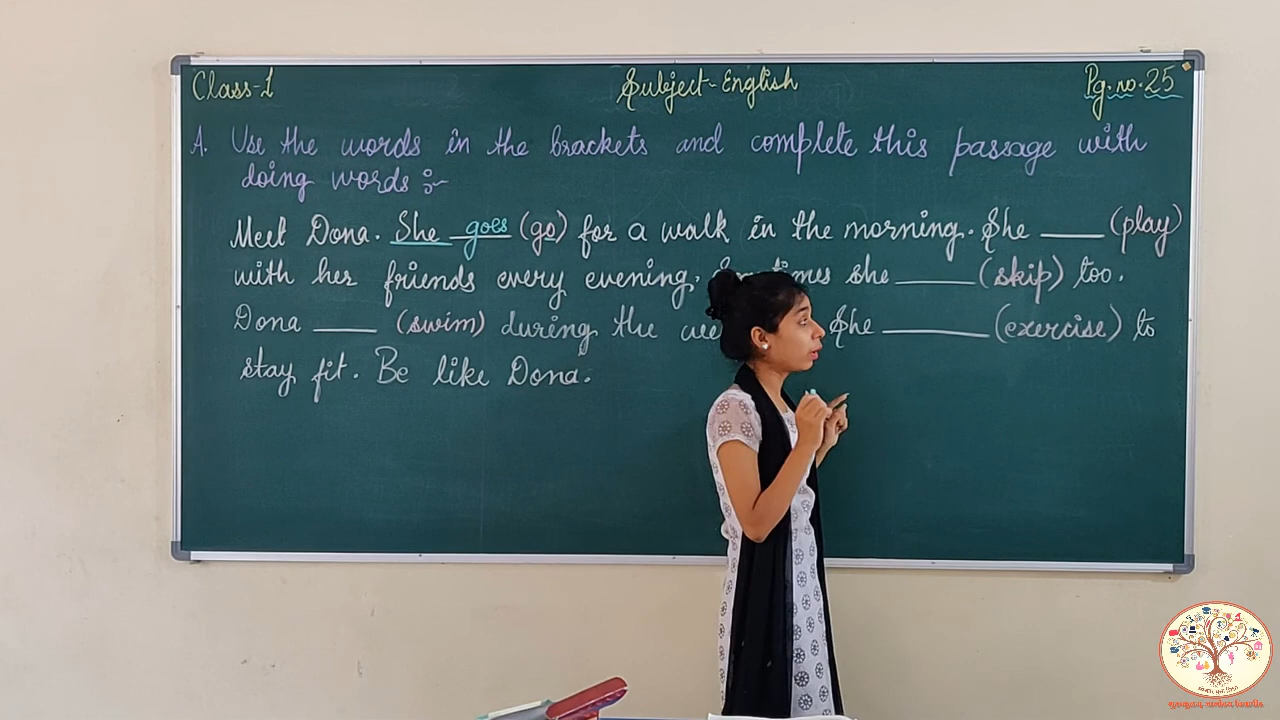 Class-1 Subject-English Pg.no.25
A. Use the words in the brackets and complete this passage with
doing words :-
Meet Dona. She goes (go) for a walk in the morning. She ____ (play)
with her friends every evening. she ____ (skip) too.
Dona ____ (swim) during the She ____ (exercise) to
stay fit. Be like Dona.